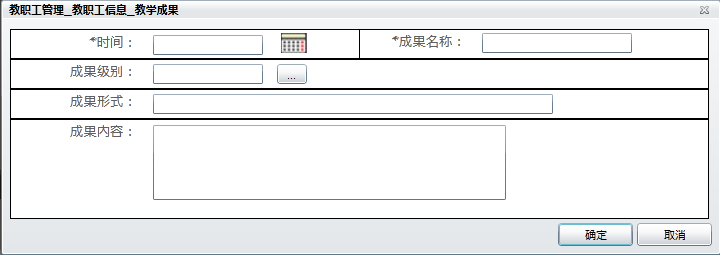 教职工管理_教职工信息_教学成果
*时间：
*成果名称：
成果级别：
...
成果形式：
成果内容：
确定
取消